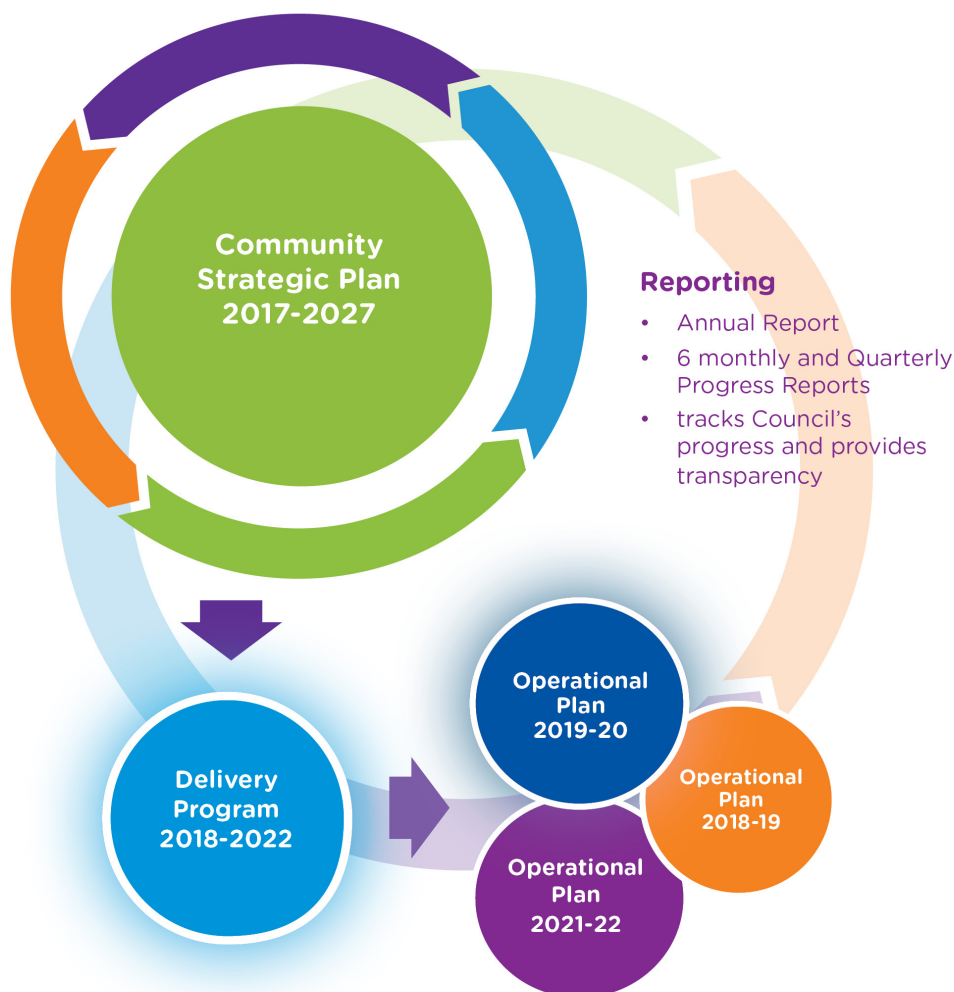 Community
Strategic Plan
2017-2027
Reporting
• Annual Report
• 6 monthly and Quarterly
Progress Reports
• tracks Council's
progress and provides
transparency
Delivery
Program
2018-2022
Operational
Plan
2019-20
Operational
Plan
2018-19
Operational
Plan
2021-22